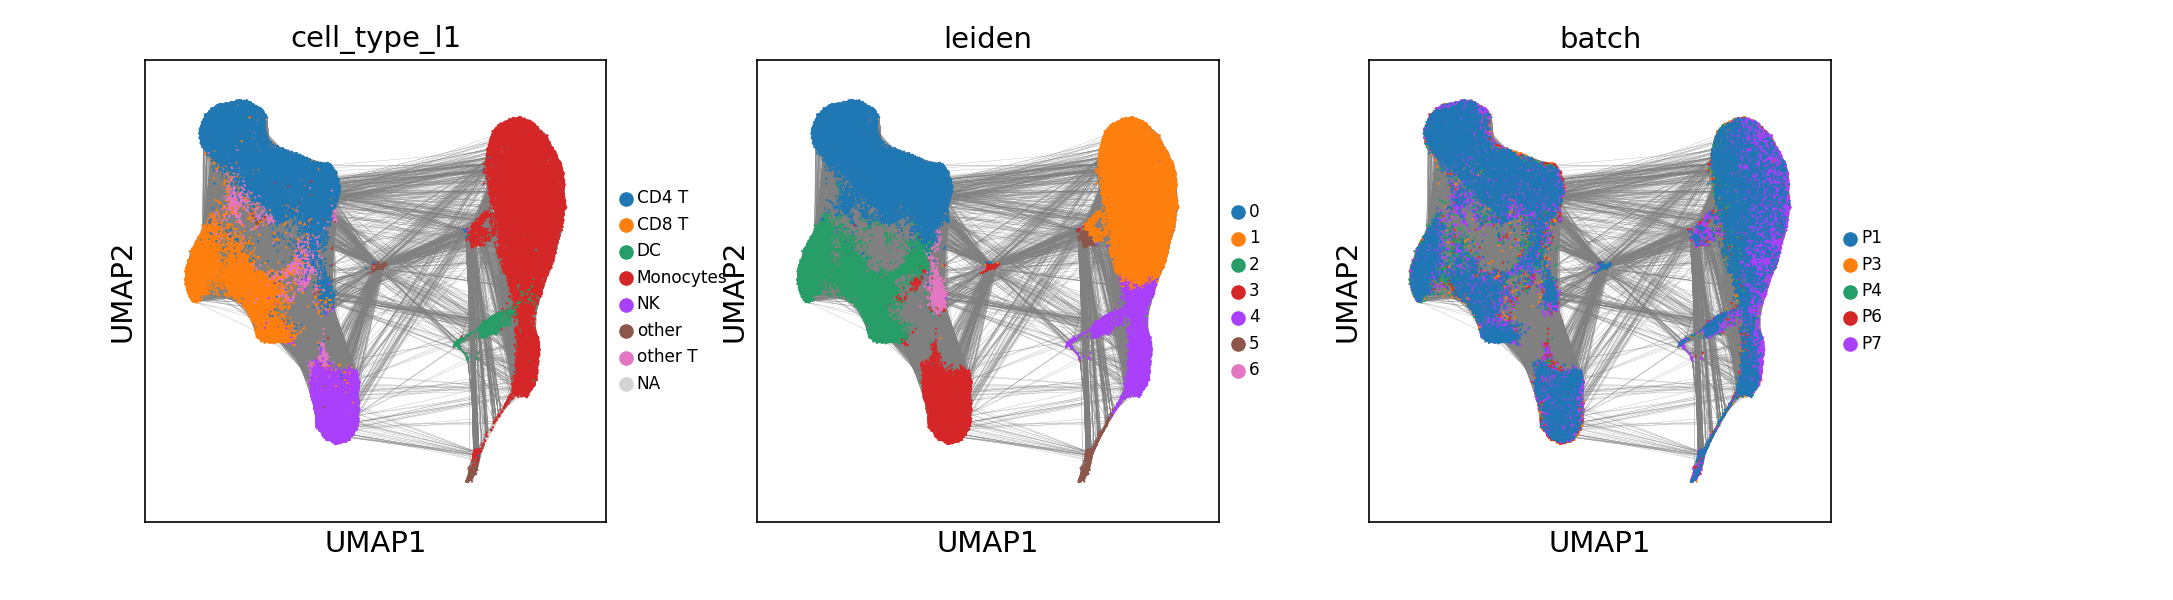 cell_type_l1
UMAP2
UMAP1
CD4 T
CD8 T
DC
Monocytes
NK
other
other T
NA
leiden
UMAP2
UMAP1
0
1
2
3
4
5
6
batch
UMAP2
UMAP1
P1
P3
P4
P6
P7